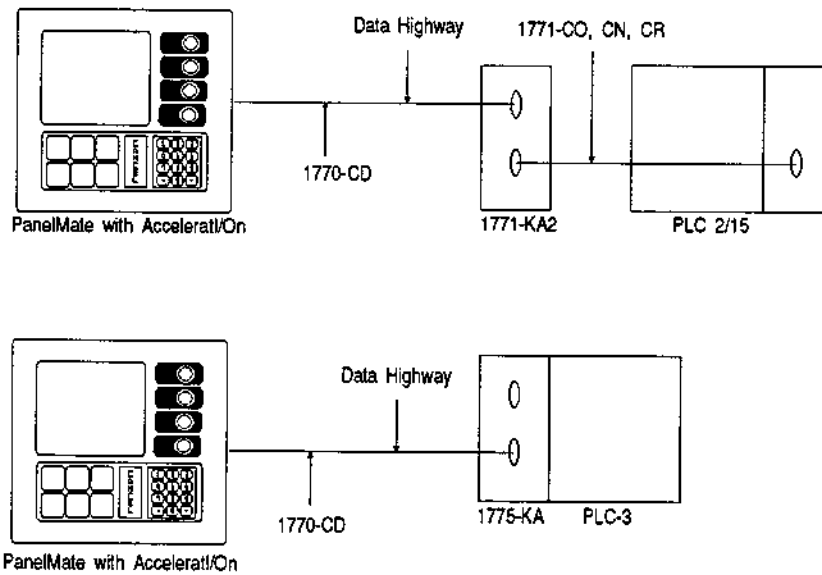 Data Highway
1771-CO, CN, CR
1770-CD
PanelMate with Acceleratl/On
1771-KA2
PLC 2/15
Data Highway
1770-CD
1775-KA
PLC-3
PanelMate with Acceleratl/On